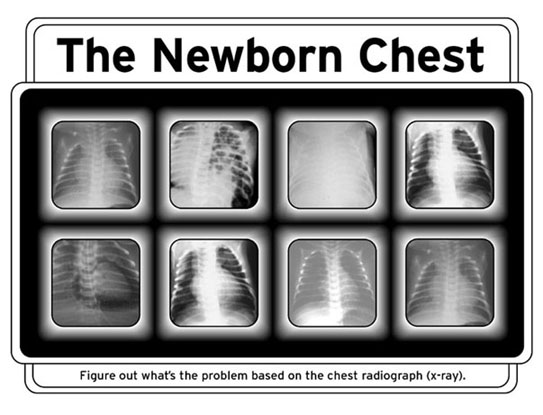 The Newborn Chest
Figure out what's the problem based on the chest radiograph (x-ray).